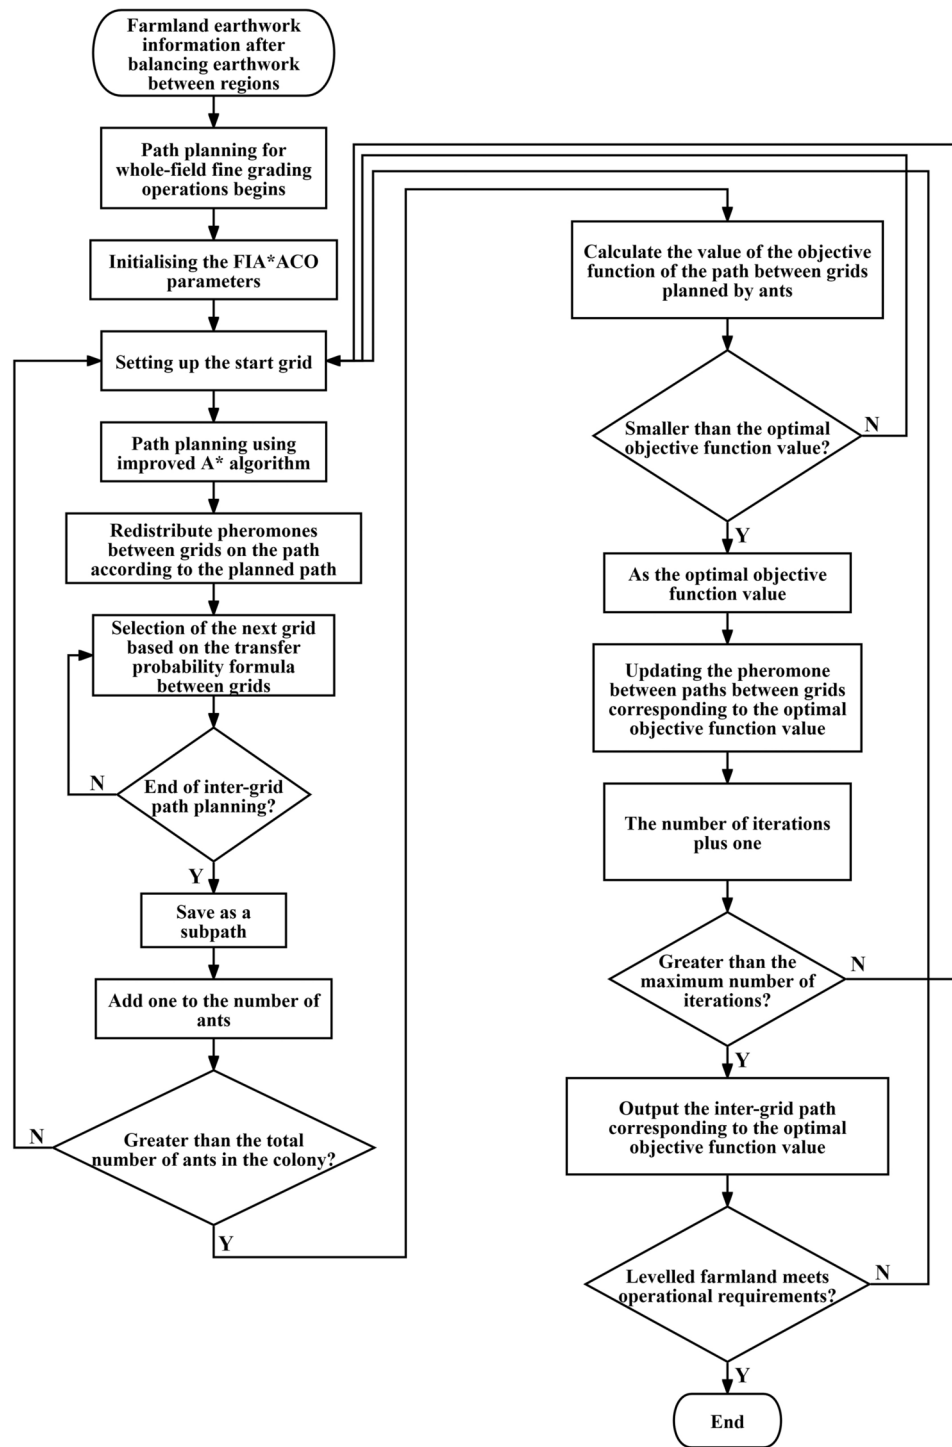 Farmland earthwork
information after
balancing earthwork
between regions
Path planning for
whole-field fine grading
operations begins
Initialising the FIA*ACO
parameters
Setting up the start grid
Path planning using
improved A* algorithm
Redistribute pheromones
between grids on the path
according to the planned path
Selection of the next grid
based on the transfer
probability formula
between grids
N
End of inter-grid
path planning?
Y
Save as a
subpath
Add one to the number of
ants
N
Greater than the total
number of ants in the colony?
Y
Calculate the value of the objective
function of the path between grids
planned by ants
N
Smaller than the optimal
objective function value?
Y
As the optimal objective
function value
Updating the pheromone
between paths between grids
corresponding to the optimal
objective function value
The number of iterations
plus one
Greater than the
maximum number of
iterations?
N
Y
Output the inter-grid path
corresponding to the optimal
objective function value
Levelled farmland meets
operational requirements?
N
Y
End